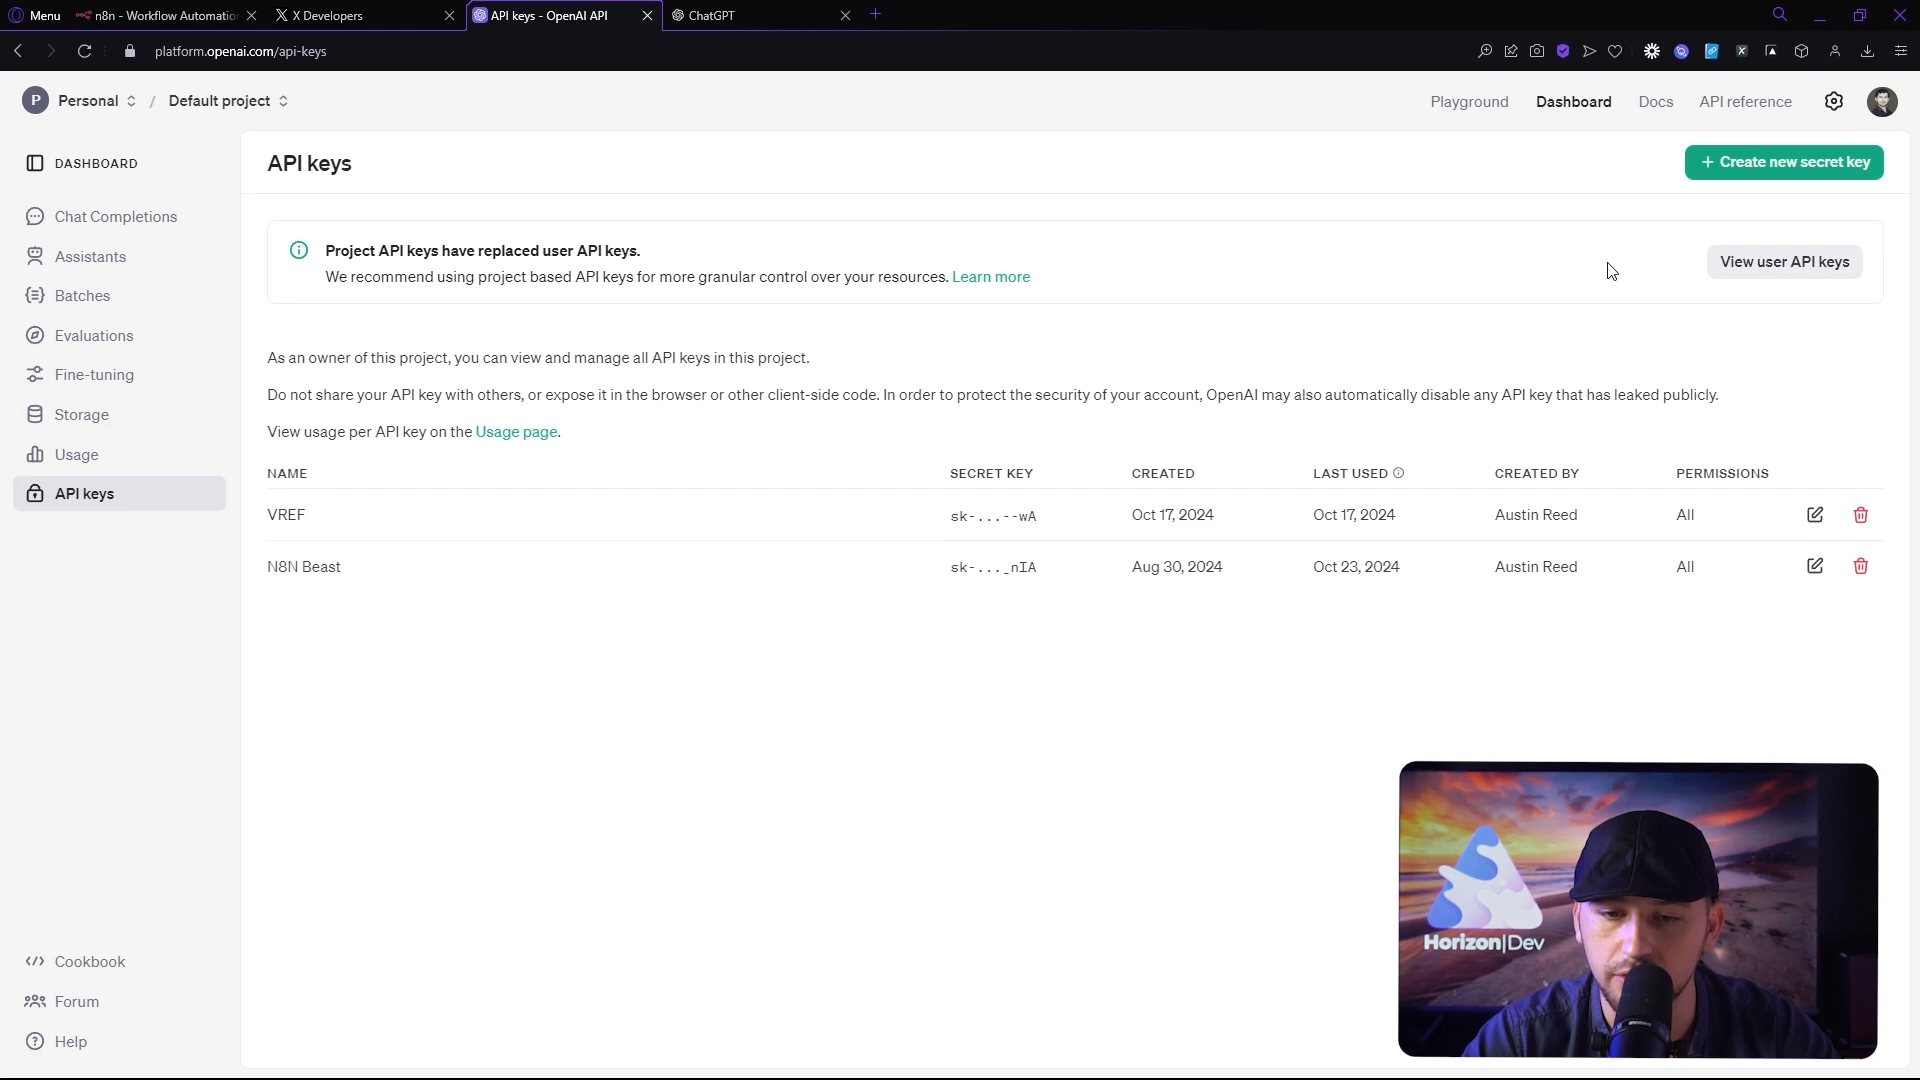 Menu
n8n - Workflow Automatio
X Developers
API keys - OpenAI API
ChatGPT
platform.openai.com/api-keys
P Personal / Default project
Playground Dashboard Docs API reference
DASHBOARD
Chat Completions
Assistants
Batches
Evaluations
Fine-tuning
Storage
Usage
API keys
Cookbook
Forum
Help
API keys
+ Create new secret key
Project API keys have replaced user API keys.
We recommend using project based API keys for more granular control over your resources. Learn more
View user API keys
As an owner of this project, you can view and manage all API keys in this project.
Do not share your API key with others, or expose it in the browser or other client-side code. In order to protect the security of your account, OpenAI may also automatically disable any API key that has leaked publicly.
View usage per API key on the Usage page.
NAME SECRET KEY CREATED LAST USED CREATED BY PERMISSIONS
VREF sk-...--wA Oct 17, 2024 Oct 17, 2024 Austin Reed All
N8N Beast sk-..._nIA Aug 30, 2024 Oct 23, 2024 Austin Reed All
Horizon|Dev